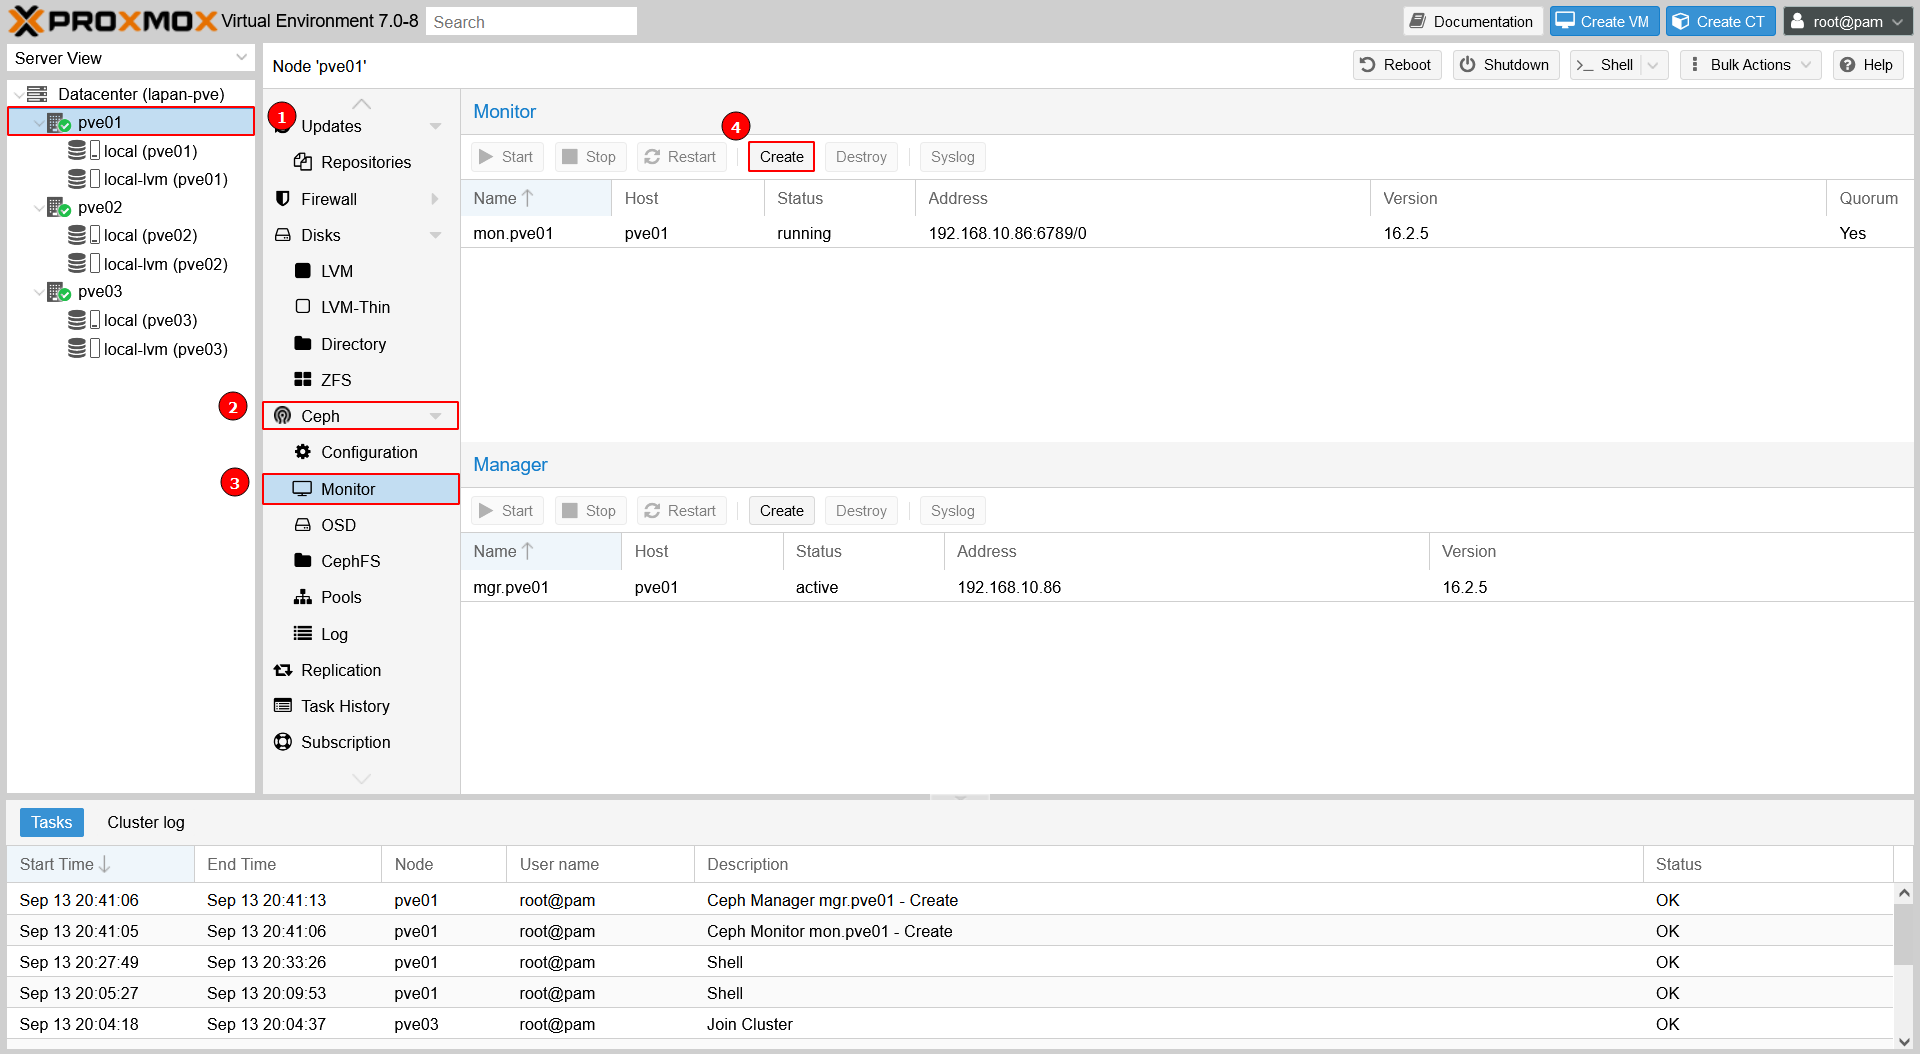 PROXMOX Virtual Environment 7.0-8 Search Documentation Create VM Create CT root@pam
Server View
Node 'pve01' Reboot Shutdown Shell Bulk Actions Help
Datacenter (lapan-pve)
pve01
local (pve01)
local-lvm (pve01)
pve02
local (pve02)
local-lvm (pve02)
pve03
local (pve03)
local-lvm (pve03)
1
Updates
Repositories
Firewall
Disks
LVM
LVM-Thin
Directory
ZFS
2
Ceph
Configuration
3
Monitor
OSD
CephFS
Pools
Log
Replication
Task History
Subscription
Monitor
4
Start Stop Restart Create Destroy Syslog
Name Host Status Address Version Quorum
mon.pve01 pve01 running 192.168.10.86:6789/0 16.2.5 Yes
Manager
Start Stop Restart Create Destroy Syslog
Name Host Status Address Version
mgr.pve01 pve01 active 192.168.10.86 16.2.5
Tasks Cluster log
Start Time End Time Node User name Description Status
Sep 13 20:41:06 Sep 13 20:41:13 pve01 root@pam Ceph Manager mgr.pve01 - Create OK
Sep 13 20:41:05 Sep 13 20:41:06 pve01 root@pam Ceph Monitor mon.pve01 - Create OK
Sep 13 20:27:49 Sep 13 20:33:26 pve01 root@pam Shell OK
Sep 13 20:05:27 Sep 13 20:09:53 pve01 root@pam Shell OK
Sep 13 20:04:18 Sep 13 20:04:37 pve03 root@pam Join Cluster OK